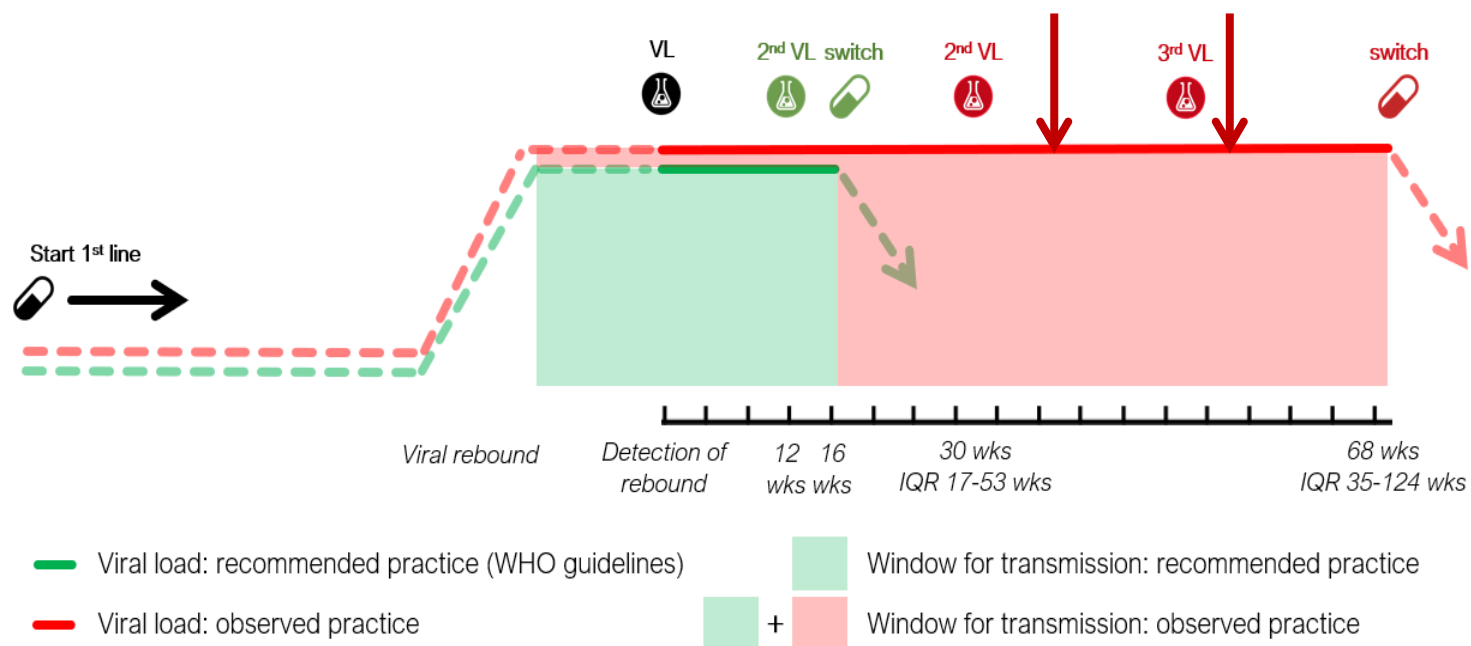 VL
2nd VL switch
2nd VL
3rd VL
switch
Start 1st line
Viral rebound
Detection of
rebound
12
wks
16
wks
30 wks
IQR 17-53 wks
68 wks
IQR 35-124 wks
Viral load: recommended practice (WHO guidelines)
Window for transmission: recommended practice
Viral load: observed practice
+
Window for transmission: observed practice